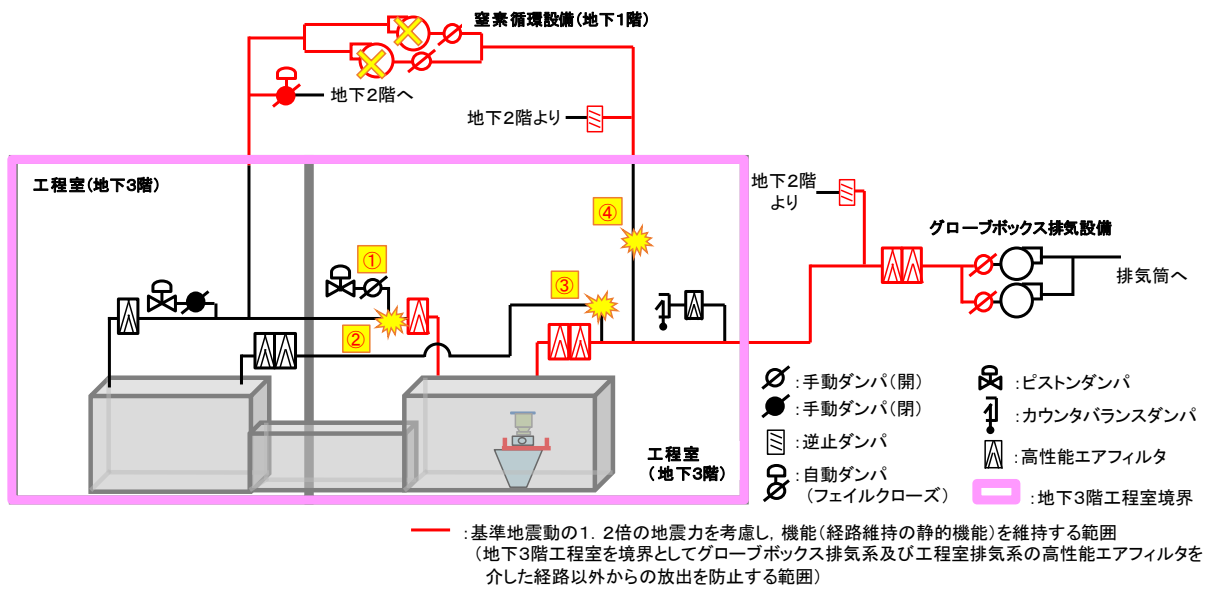 窒素循環設備(地下1階)
地下2階へ
地下2階より
工程室(地下3階)
地下2階
より
グローブボックス排気設備
排気筒へ
①
②
③
④
工程室
(地下3階)
:手動ダンパ(開)
:手動ダンパ(閉)
:逆止ダンパ
:自動ダンパ
(フェイルクローズ)
:ピストンダンパ
:カウンタバランスダンパ
:高性能エアフィルタ
:地下3階工程室境界
:基準地震動の1.2倍の地震力を考慮し,機能(経路維持の静的機能)を維持する範囲
(地下3階工程室を境界としてグローブボックス排気系及び工程室排気系の高性能エアフィルタを
介した経路以外からの放出を防止する範囲)